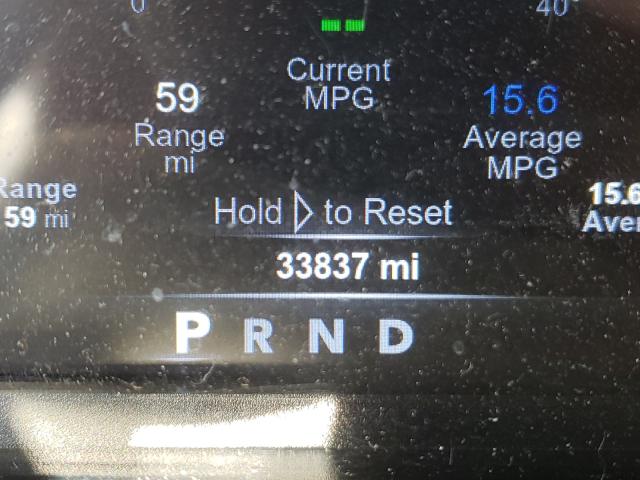 0 40
Current
MPG
59
Range
mi
15.6
Average
MPG
Range
59 mi
15.6
Aver
Hold to Reset
33837 mi
P R N D